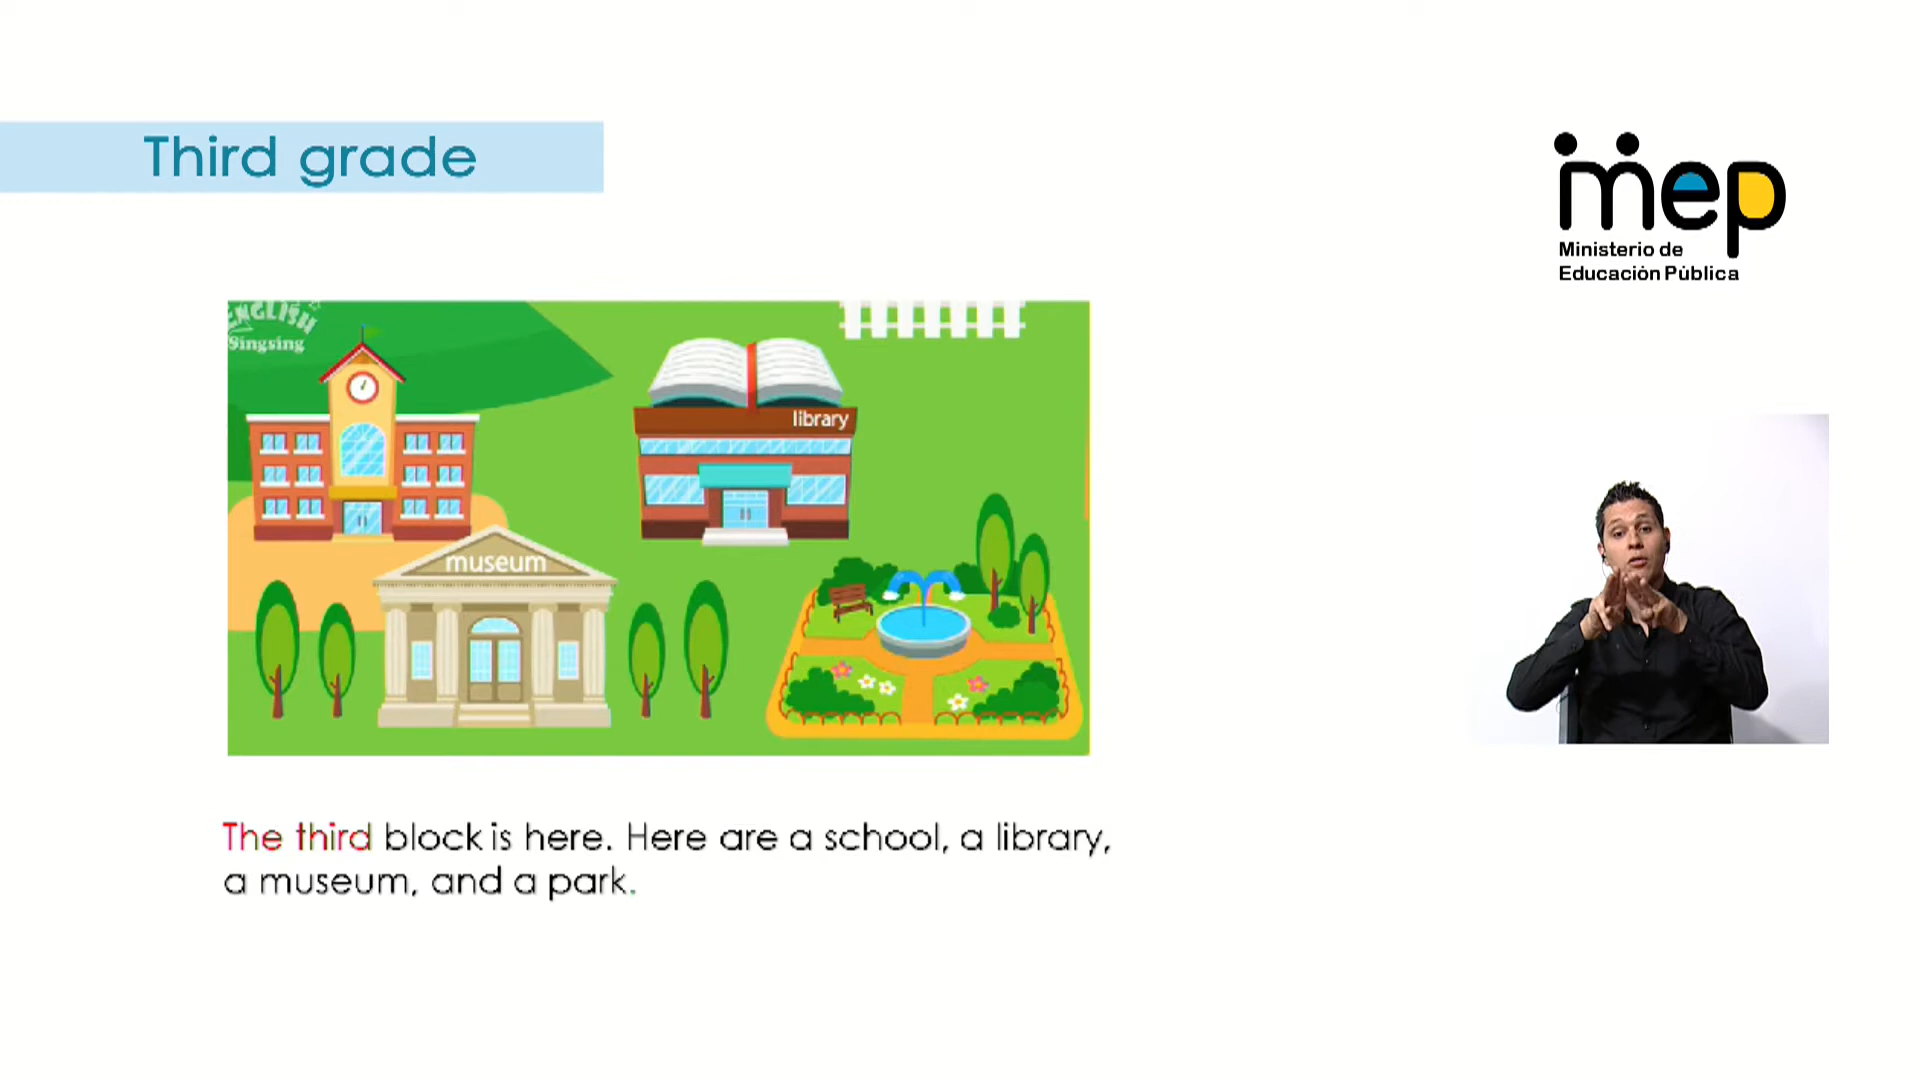 Third grade
mep
Ministerio de
Educación Pública
ENGLISH
Singsing
library
museum
The third block is here. Here are a school, a library,
a museum, and a park.